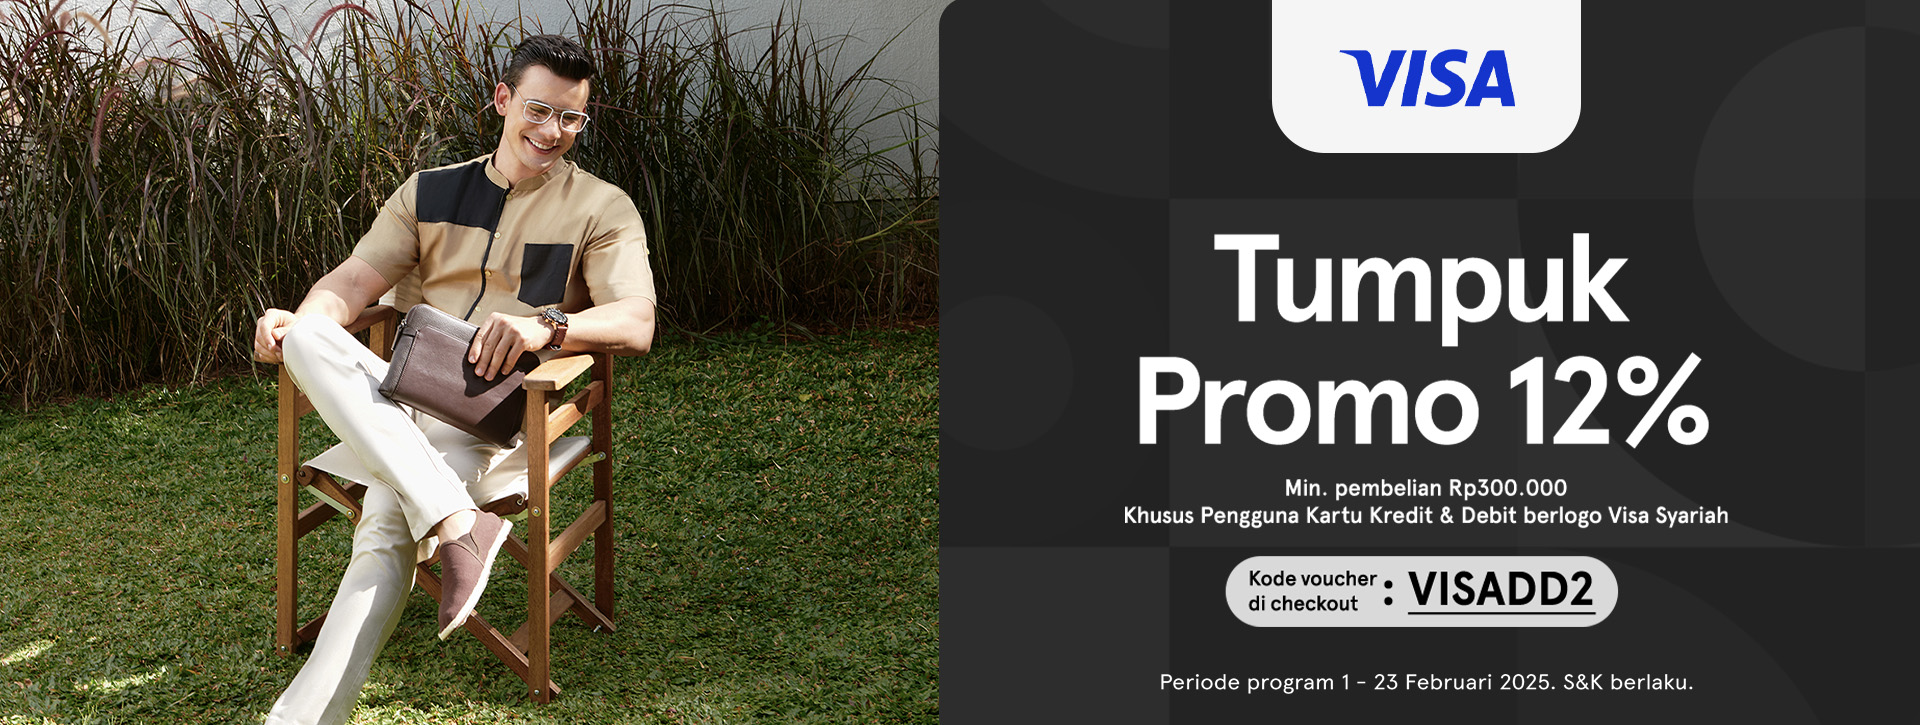 VISA
Tumpuk
Promo 12%
Min. pembelian Rp300.000
Khusus Pengguna Kartu Kredit & Debit berlogo Visa Syariah
Kode voucher
di checkout : VISADD2
Periode program 1 - 23 Februari 2025. S&K berlaku.